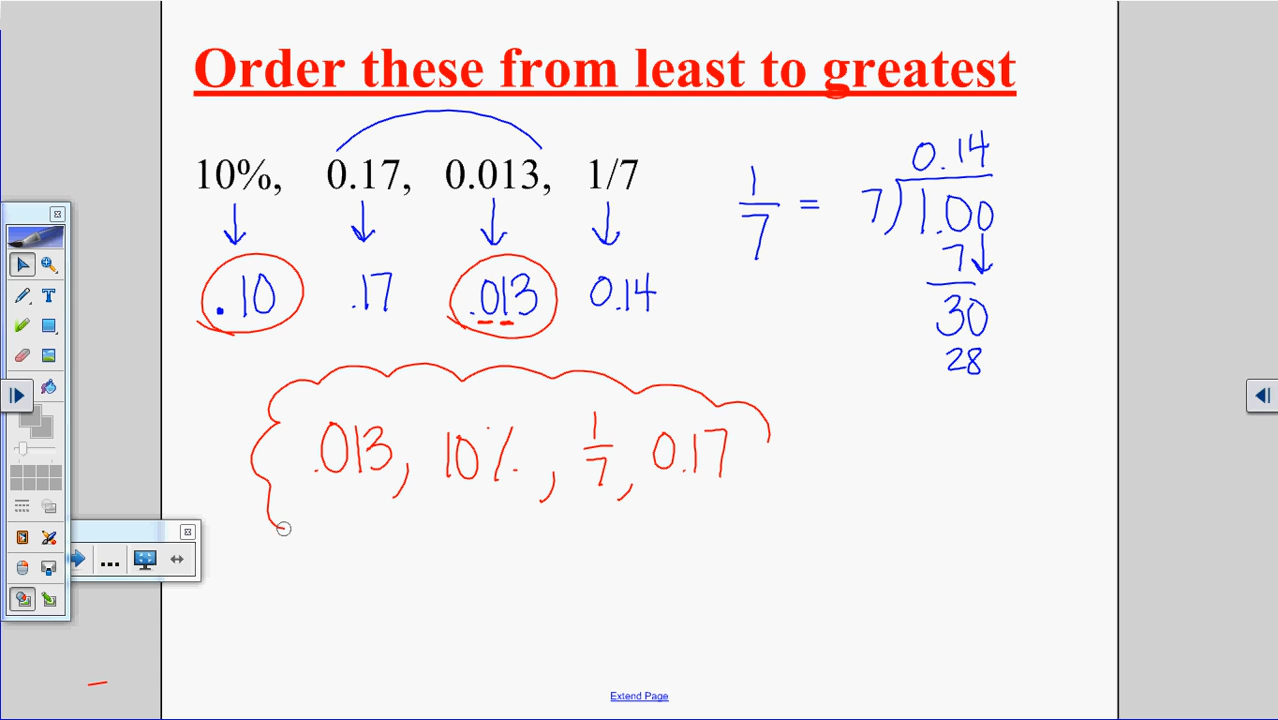 Order these from least to greatest
10%, 0.17, 0.013, 1/7
.10 .17 .013 0.14
1/7 =
0.14
7)1.00
7
30
28
.013, 10%, 1/7, 0.17
Extend Page